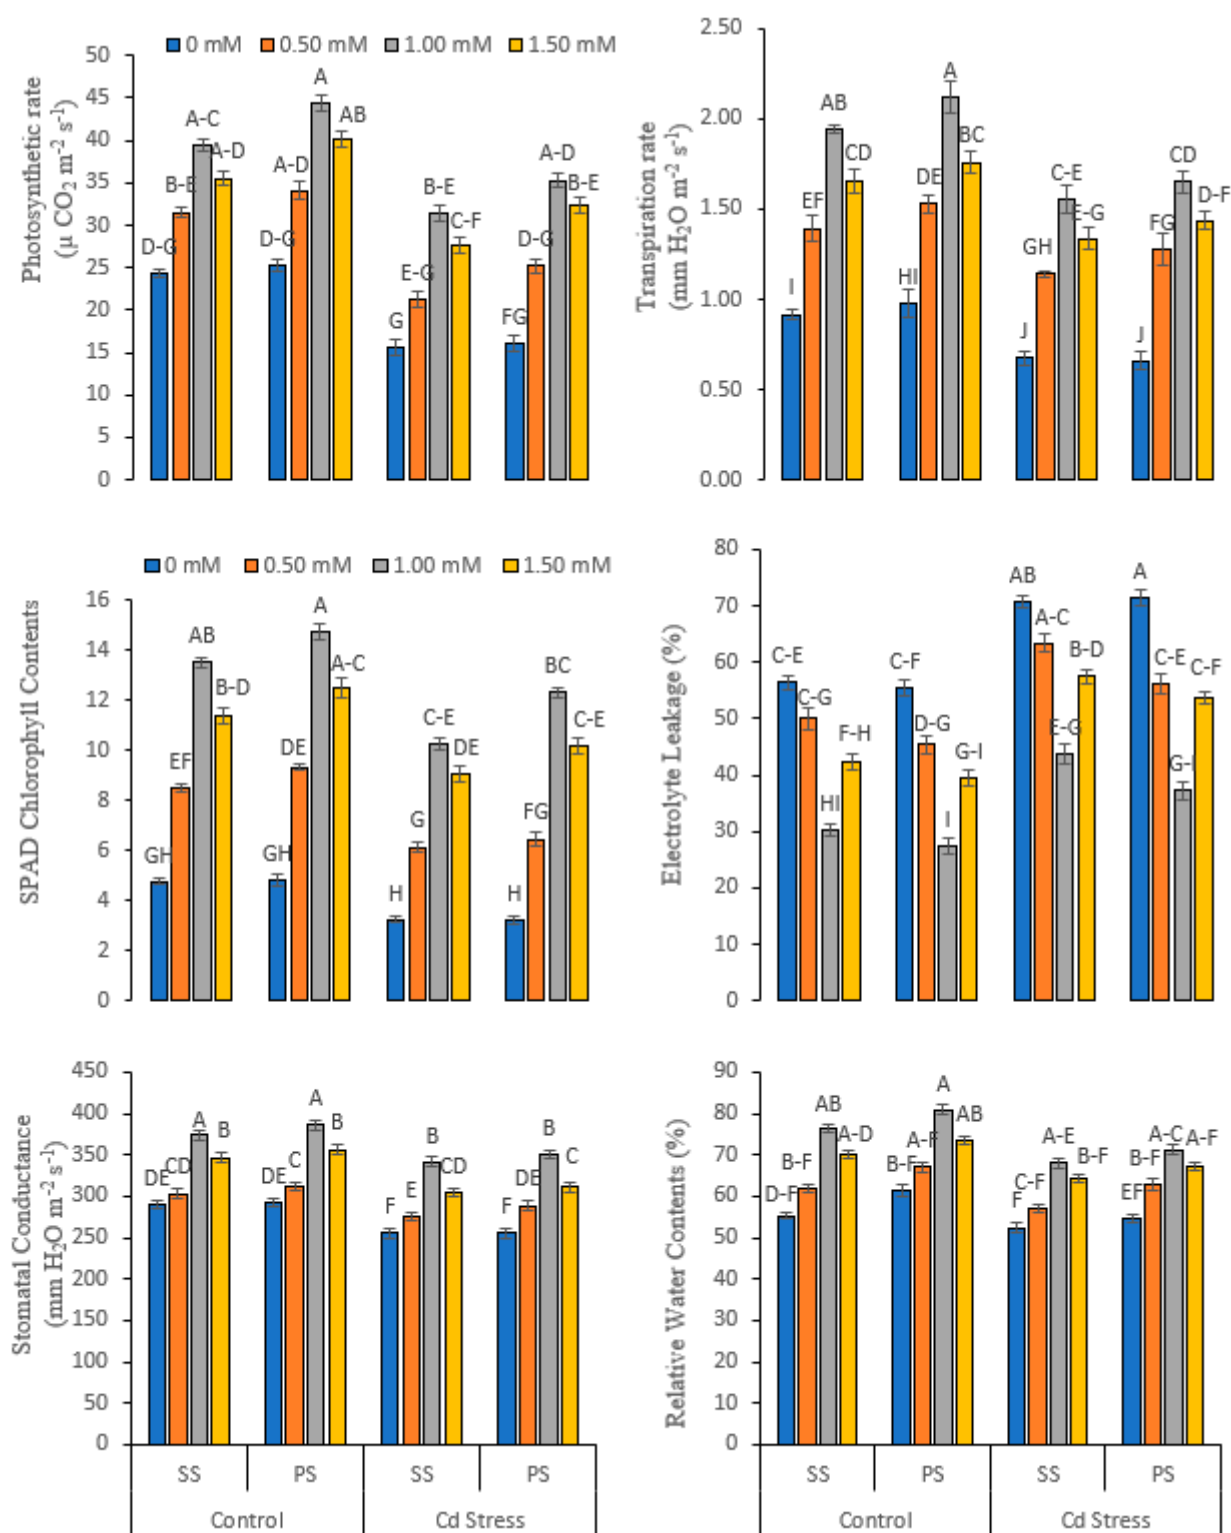 0 mM 0.50 mM 1.00 mM 1.50 mM
Photosynthetic rate
(µ CO₂ m⁻² s⁻¹)
50
45
40
35
30
25
20
15
10
5
0
D-G B-E A-C A-D
D-G A-D A AB
G E-G B-E C-F
FG D-G A-D B-E
Transpiration rate
(mm H₂O m⁻² s⁻¹)
2.50
2.00
1.50
1.00
0.50
0.00
I EF AB CD
HI DE A BC
J GH C-E E-G
J FG CD D-F
0 mM 0.50 mM 1.00 mM 1.50 mM
SPAD Chlorophyll Contents
16
14
12
10
8
6
4
2
0
GH EF AB B-D
GH DE A A-C
H G C-E DE
H FG BC C-E
Electrolyte Leakage (%)
80
70
60
50
40
30
20
10
0
C-E C-G HI F-H
C-F D-G I G-I
AB A-C E-G B-D
A C-E G-I C-F
Stomatal Conductance
(mm H₂O m⁻² s⁻¹)
450
400
350
300
250
200
150
100
50
0
DE CD A B
DE C A B
F E B CD
F DE B C
SS PS SS PS
Control Cd Stress
Relative Water Contents (%)
90
80
70
60
50
40
30
20
10
0
D-F B-F AB A-D
B-F A-F A AB
F C-F A-E B-F
EF B-F A-C A-F
SS PS SS PS
Control Cd Stress